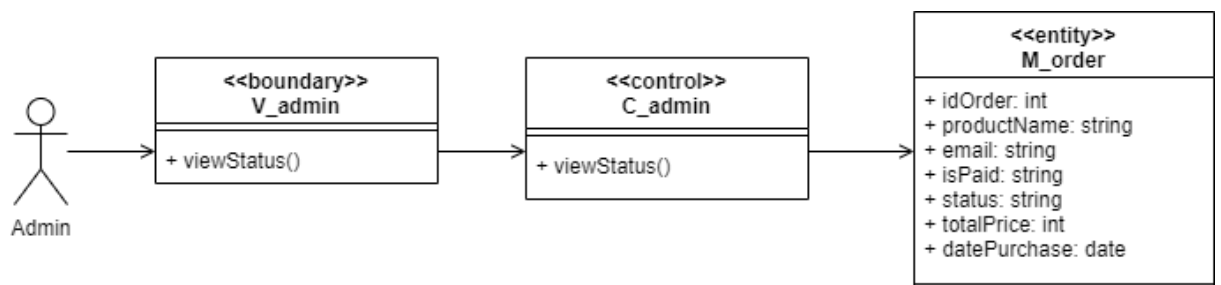 Admin
<<boundary>>
V_admin
+ viewStatus()
<<control>>
C_admin
+ viewStatus()
<<entity>>
M_order
+ idOrder: int
+ productName: string
+ email: string
+ isPaid: string
+ status: string
+ totalPrice: int
+ datePurchase: date